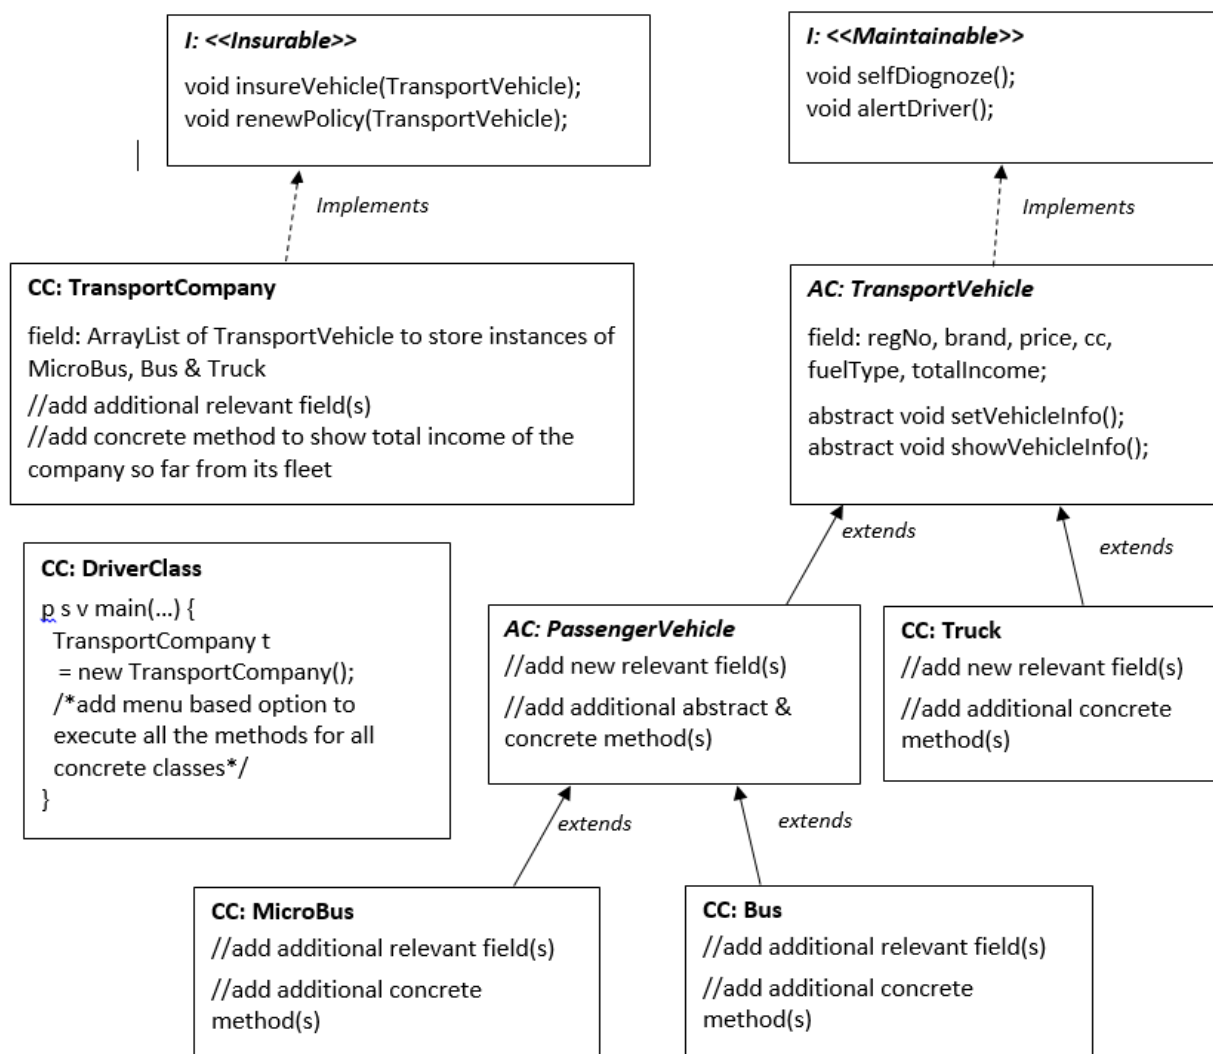 I: <<Insurable>>
void insureVehicle(TransportVehicle);
void renewPolicy(TransportVehicle);
I: <<Maintainable>>
void selfDiognoze();
void alertDriver();
Implements
Implements
CC: TransportCompany
field: ArrayList of TransportVehicle to store instances of
MicroBus, Bus & Truck
//add additional relevant field(s)
//add concrete method to show total income of the
company so far from its fleet
AC: TransportVehicle
field: regNo, brand, price, cc,
fuelType, totalIncome;
abstract void setVehicleInfo();
abstract void showVehicleInfo();
extends
extends
CC: DriverClass
p s v main(...) {
TransportCompany t
= new TransportCompany();
/*add menu based option to
execute all the methods for all
concrete classes*/
}
AC: PassengerVehicle
//add new relevant field(s)
//add additional abstract &
concrete method(s)
CC: Truck
//add new relevant field(s)
//add additional concrete
method(s)
extends
extends
CC: MicroBus
//add additional relevant field(s)
//add additional concrete
method(s)
CC: Bus
//add additional relevant field(s)
//add additional concrete
method(s)